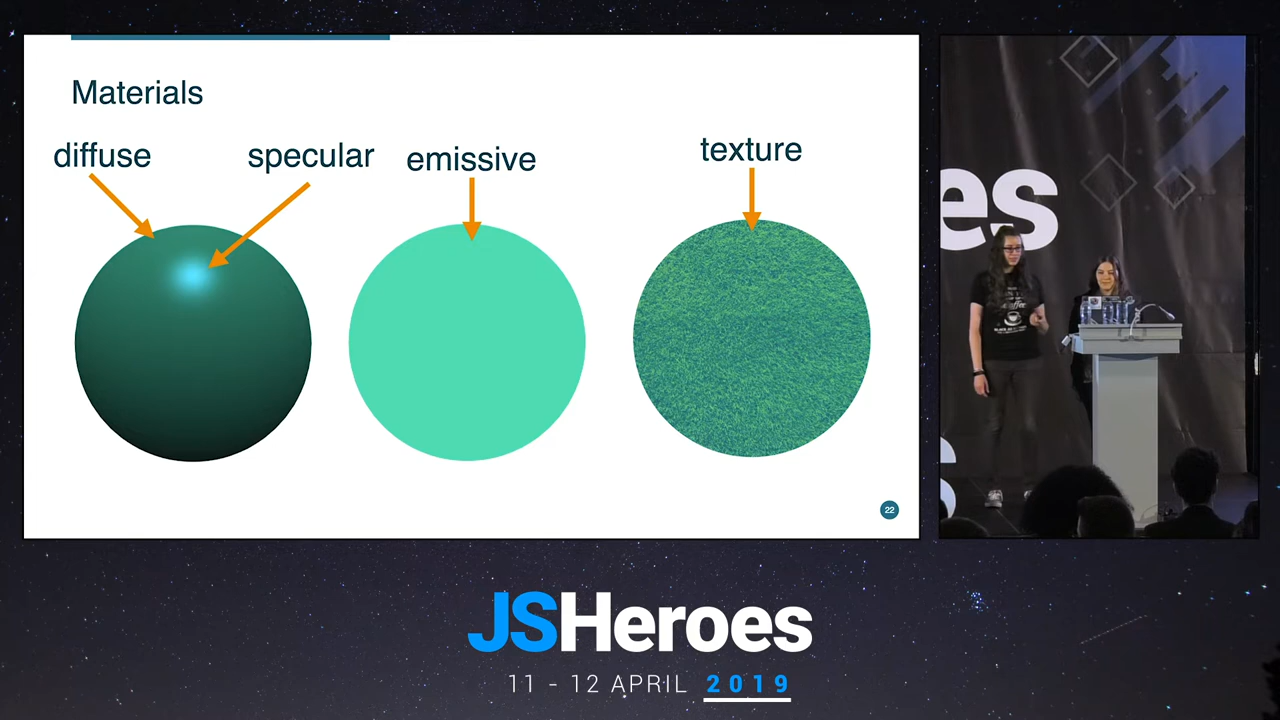 Materials
diffuse
specular
emissive
texture
22
es
JSHeroes
11 - 12 APRIL 2019